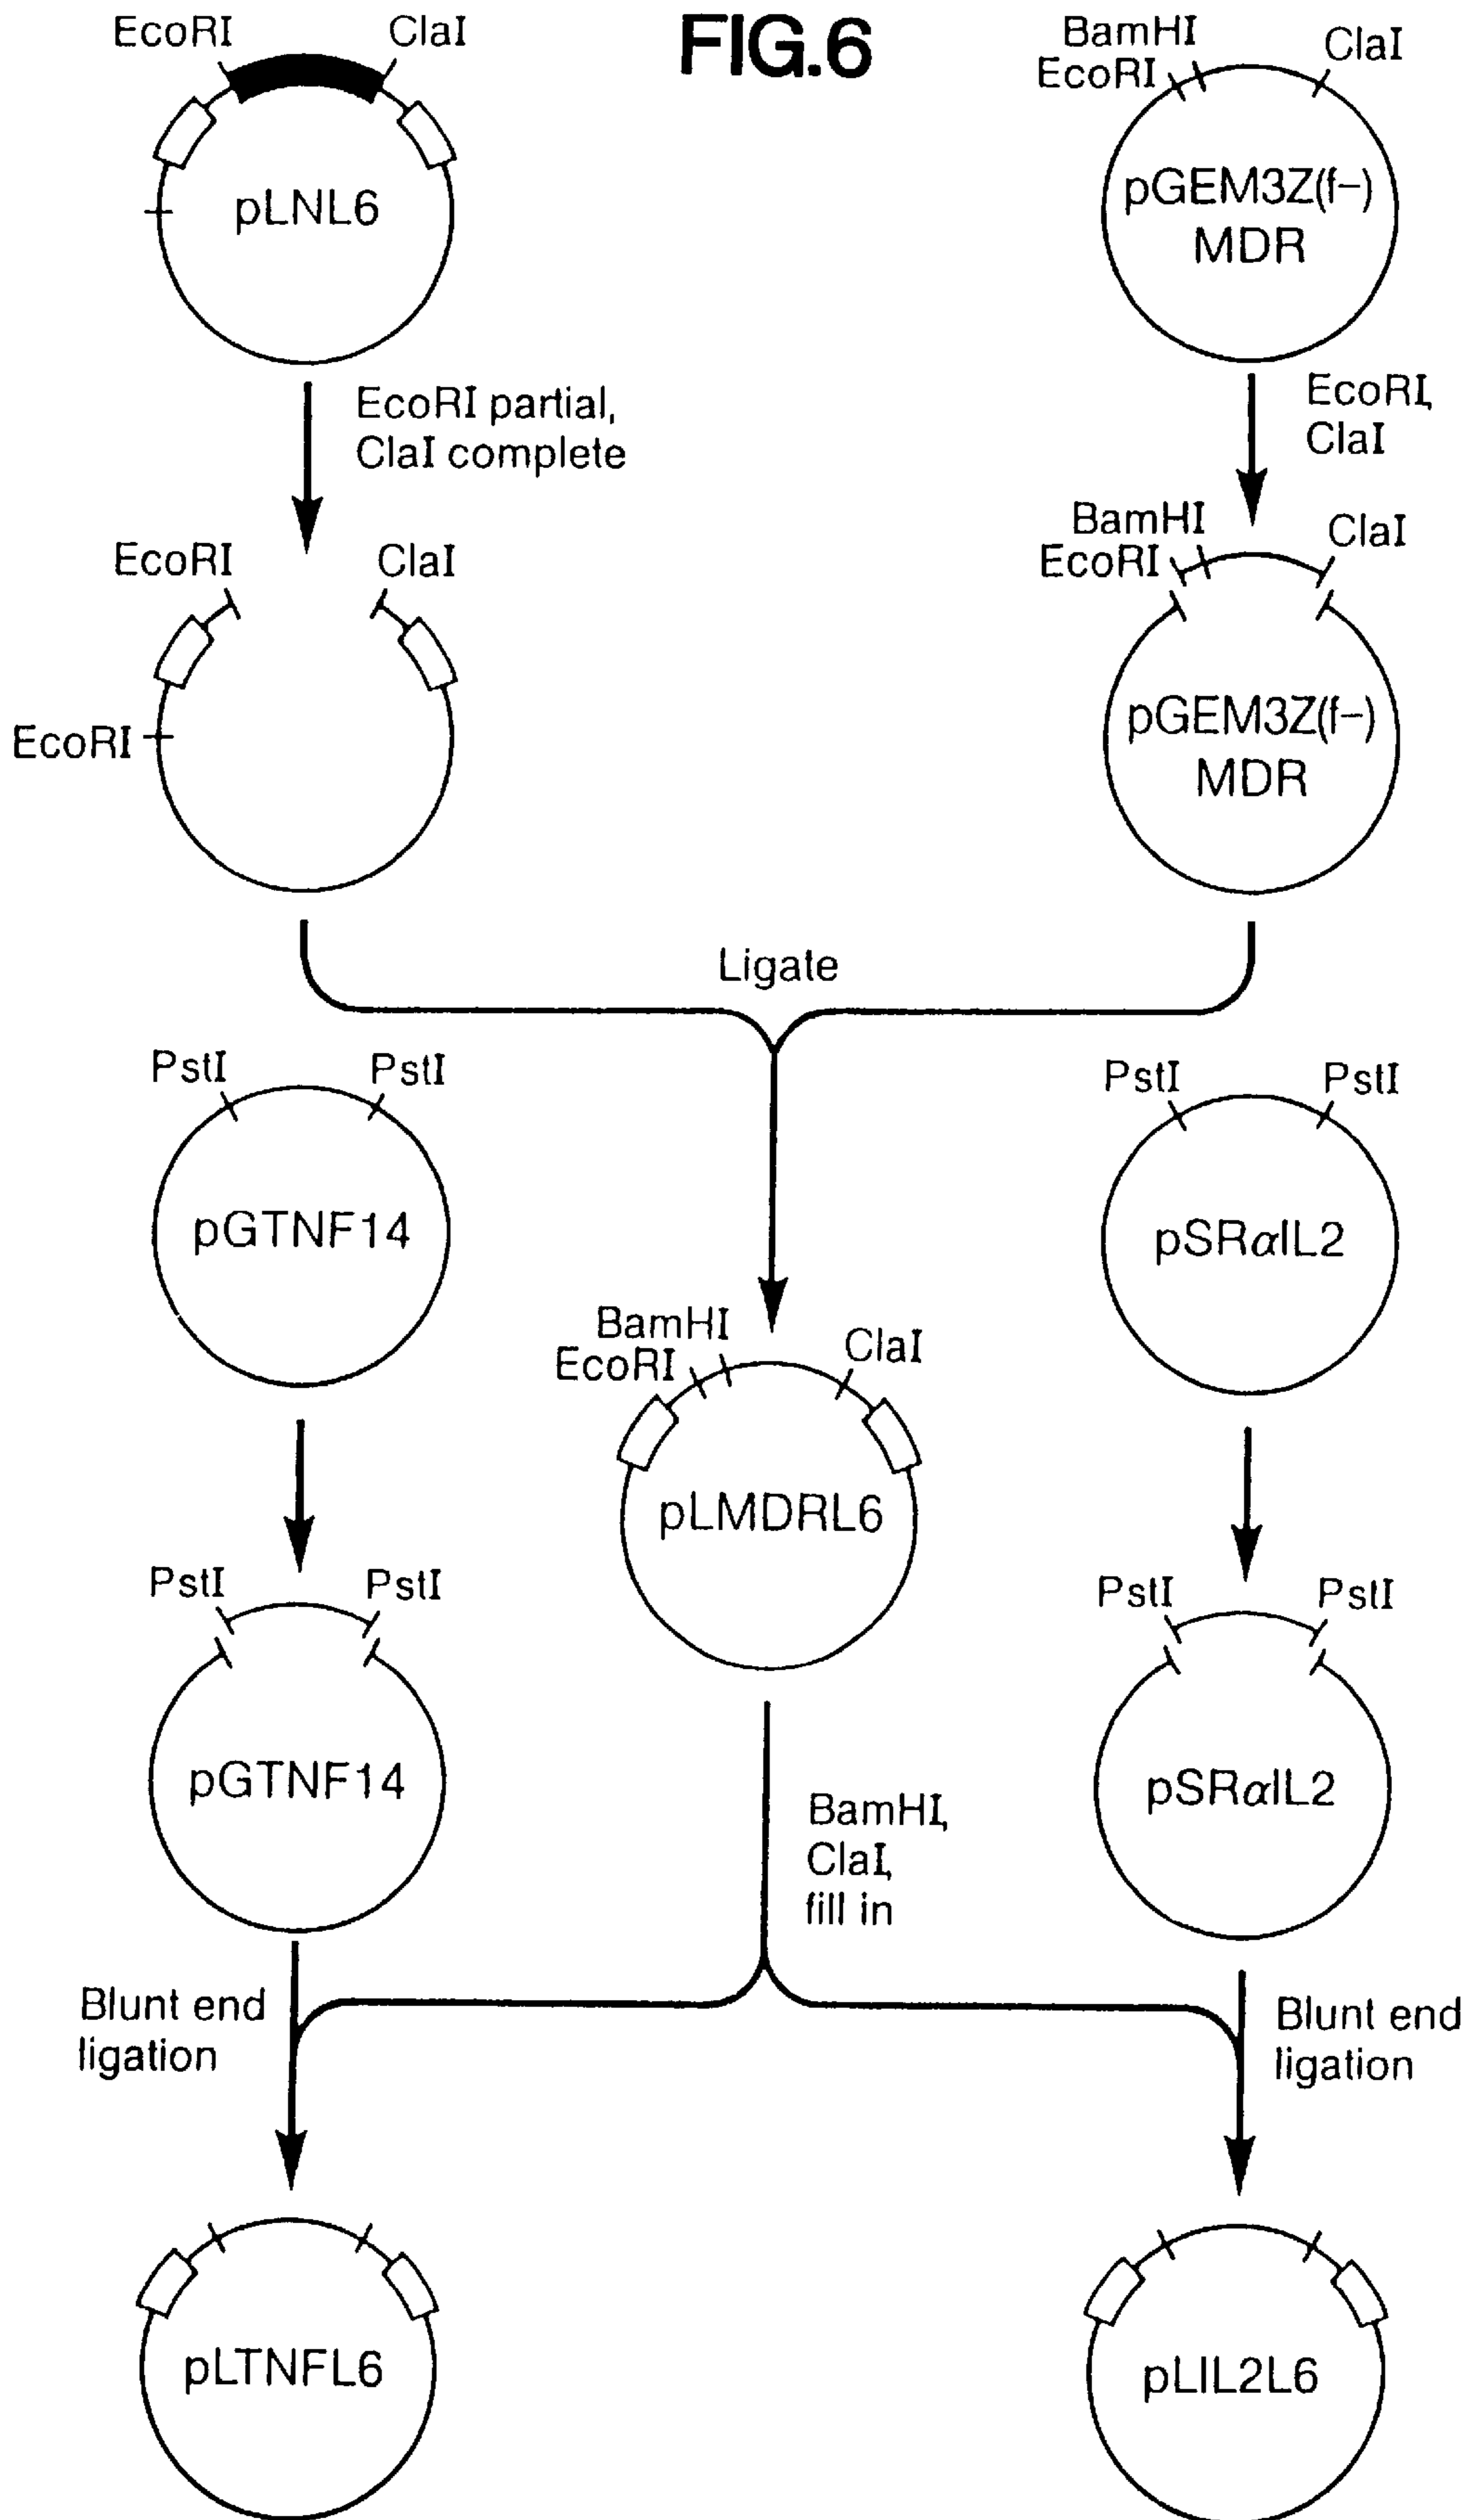 FIG.6
EcoRI
ClaI
pLNL6
BamHI
EcoRI
ClaI
pGEM3Z(f−)
MDR
EcoRI partial,
ClaI complete
EcoRI,
ClaI
EcoRI
ClaI
EcoRI
BamHI
EcoRI
ClaI
pGEM3Z(f−)
MDR
Ligate
PstI
PstI
pGTNF14
PstI
PstI
pSRαIL2
BamHI
EcoRI
ClaI
pLMDRL6
PstI
PstI
pGTNF14
PstI
PstI
pSRαIL2
BamHI,
ClaI,
fill in
Blunt end
ligation
Blunt end
ligation
pLTNFL6
pLIL2L6